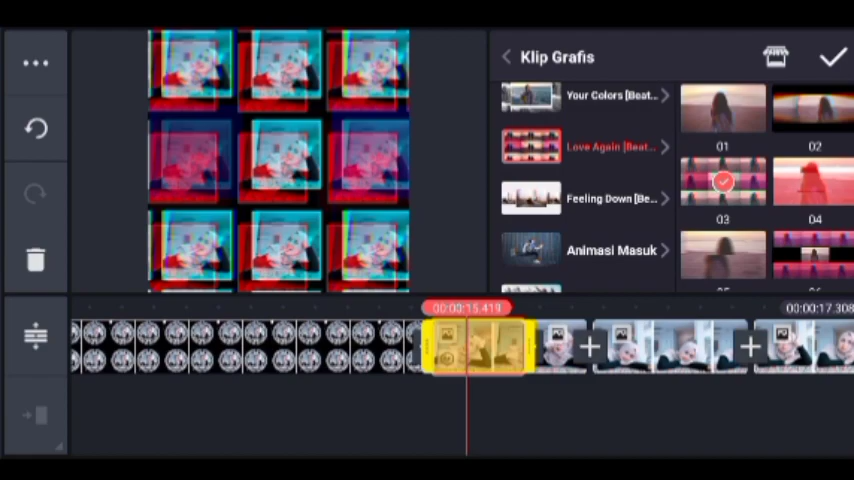 Klip Grafis
Your Colors [Beat...
01
02
Love Again [Beat...
03
04
Feeling Down [Be...
Animasi Masuk
00:00:15.419
00:00:17.308